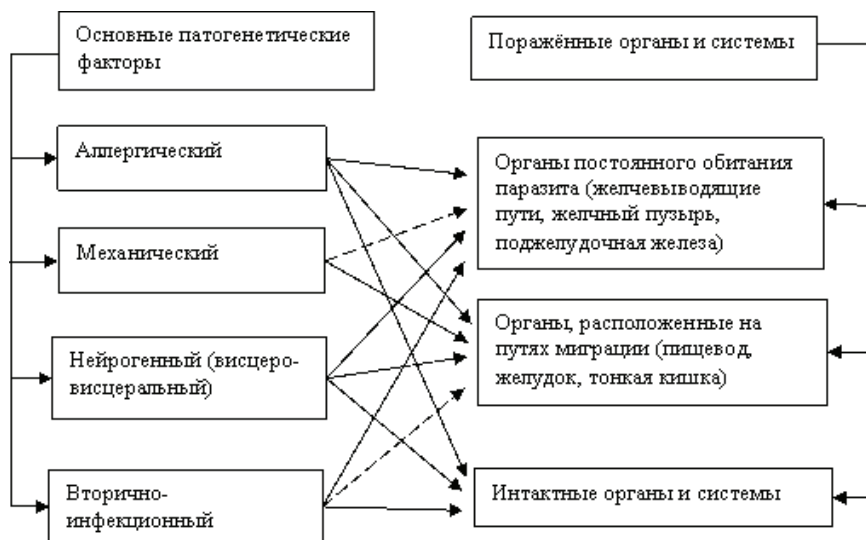 Основные патогенетические
факторы
Поражённые органы и системы
Аллергический
Органы постоянного обитания
паразита (желчевыводящие
пути, желчный пузырь,
поджелудочная железа)
Механический
Органы, расположенные на
путях миграции (пищевод,
желудок, тонкая кишка)
Нейрогенный (висцеро-
висцеральный)
Вторично-
инфекционный
Интактные органы и системы